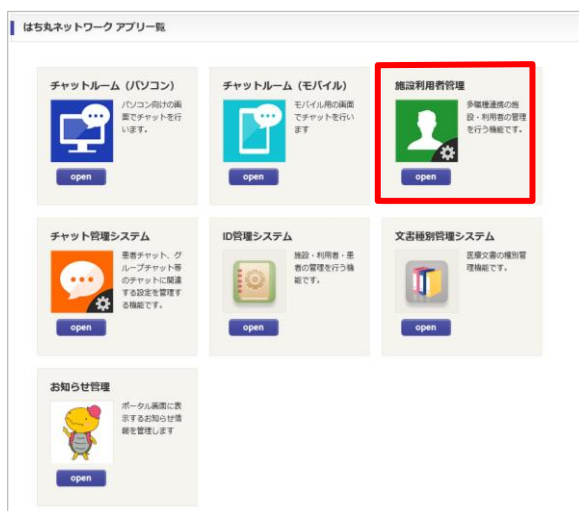 はち丸ネットワーク アプリ一覧
チャットルーム（パソコン）
パソコン向けの画
面でチャットを行
います。
open
チャットルーム（モバイル）
モバイル用の画面
でチャットを行い
ます
open
施設利用者管理
多職種連携の施
設・利用者の管理
を行う機能です。
open
チャット管理システム
患者チャット、グ
ループチャット等
のチャットに関連
する設定を管理す
る機能です。
open
ID管理システム
施設・利用者・患
者の管理を行う機
能です。
open
文書種別管理システム
医療文書の種別管
理機能です。
open
お知らせ管理
ポータル画面に表
示するお知らせ情
報を管理します
open